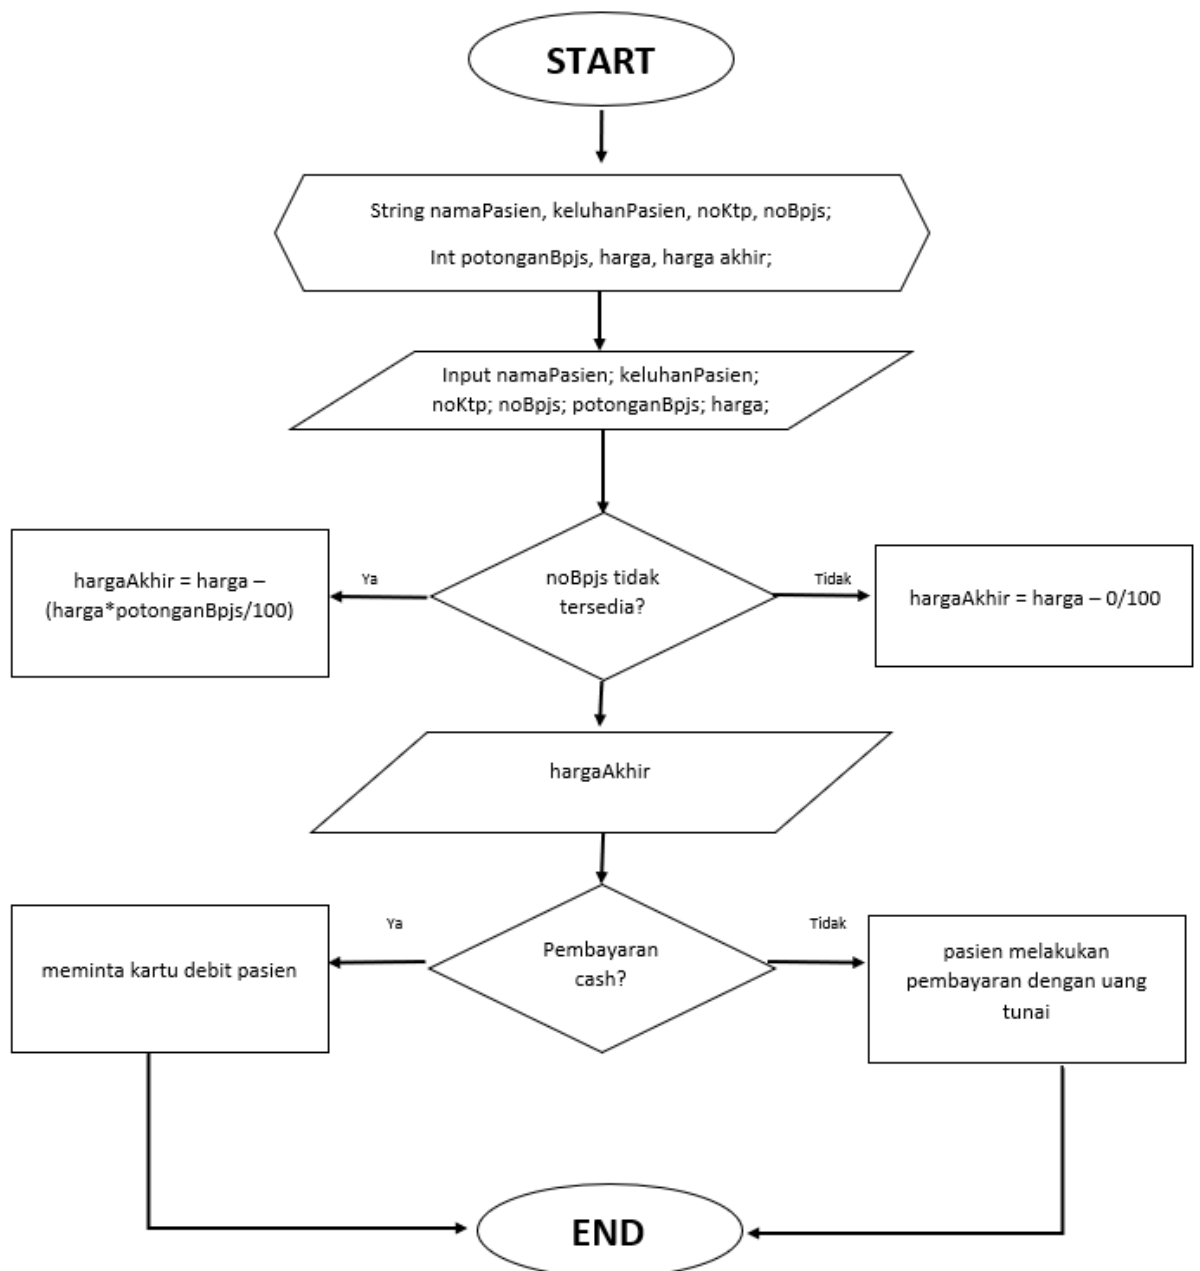 START
String namaPasien, keluhanPasien, noKtp, noBpjs;
Int potonganBpjs, harga, harga akhir;
Input namaPasien; keluhanPasien;
noKtp; noBpjs; potonganBpjs; harga;
hargaAkhir = harga –
(harga*potonganBpjs/100)
Ya
noBpjs tidak
tersedia?
Tidak
hargaAkhir = harga – 0/100
hargaAkhir
meminta kartu debit pasien
Ya
Pembayaran
cash?
Tidak
pasien melakukan
pembayaran dengan uang
tunai
END